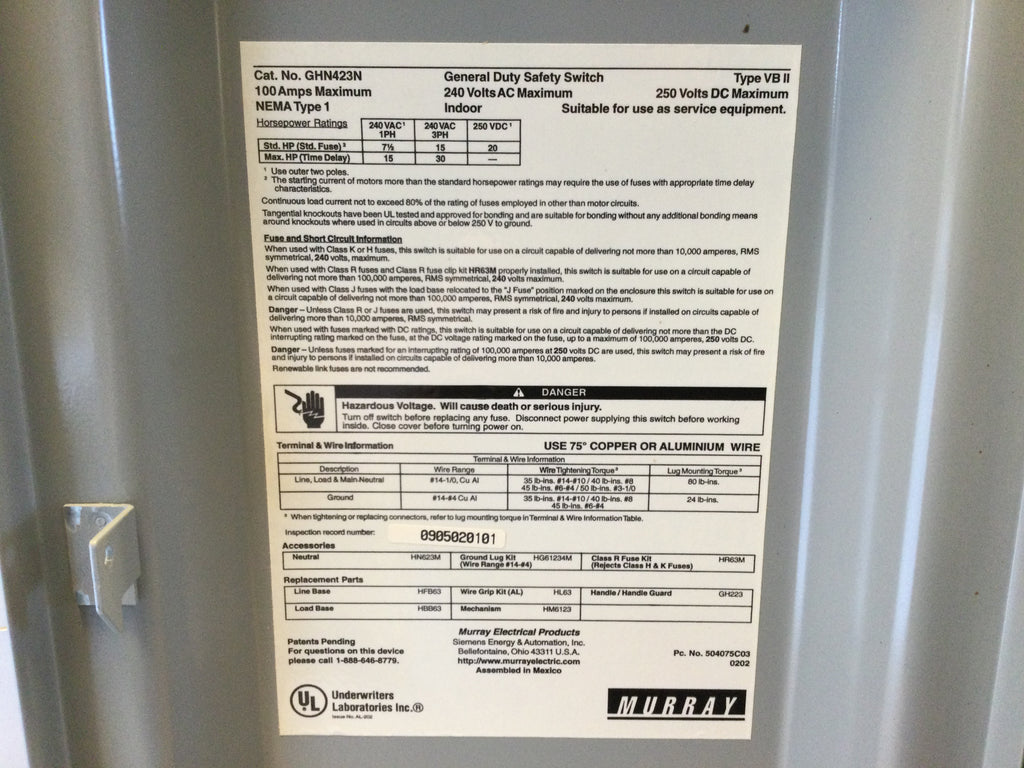 Cat. No. GHN423N General Duty Safety Switch Type VB II
100 Amps Maximum 240 Volts AC Maximum 250 Volts DC Maximum
NEMA Type 1 Indoor Suitable for use as service equipment.
Horsepower Ratings 240 VAC¹ 1PH 240 VAC 3PH 250 VDC¹
Std. HP (Std. Fuse)² 7½ 15 20
Max. HP (Time Delay) 15 30 —
¹ Use outer two poles.
² The starting current of motors more than the standard horsepower ratings may require the use of fuses with appropriate time delay
characteristics.
Continuous load current not to exceed 80% of the rating of fuses employed in other than motor circuits.
Tangential knockouts have been UL tested and approved for bonding and are suitable for bonding without any additional bonding means
around knockouts where used in circuits above or below 250 V to ground.
Fuse and Short Circuit Information
When used with Class K or H fuses, this switch is suitable for use on a circuit capable of delivering not more than 10,000 amperes, RMS
symmetrical, 240 volts, maximum.
When used with Class R fuses and Class R fuse clip kit HR63M properly installed, this switch is suitable for use on a circuit capable of
delivering not more than 100,000 amperes, RMS symmetrical, 240 volts maximum.
When used with Class J fuses with the load base relocated to the "J Fuse" position marked on the enclosure this switch is suitable for use on
a circuit capable of delivering not more than 100,000 amperes, RMS symmetrical, 240 volts maximum.
Danger – Unless Class R or J fuses are used, this switch may present a risk of fire and injury to persons if installed on circuits capable of
delivering more than 10,000 amperes, RMS symmetrical.
When used with fuses marked with DC ratings, this switch is suitable for use on a circuit capable of delivering not more than the DC
interrupting rating marked on the fuse, at the DC voltage rating marked on the fuse, up to a maximum of 100,000 amperes, 250 volts DC.
Danger – Unless fuses marked for an interrupting rating of 100,000 amperes at 250 volts DC are used, this switch may present a risk of fire
and injury to persons if installed on circuits capable of delivering more than 10,000 amperes.
Renewable link fuses are not recommended.
DANGER
Hazardous Voltage. Will cause death or serious injury.
Turn off switch before replacing any fuse. Disconnect power supplying this switch before working
inside. Close cover before turning power on.
Terminal & Wire Information USE 75° COPPER OR ALUMINIUM WIRE
Terminal & Wire Information
Description Wire Range Wire Tightening Torque³ Lug Mounting Torque³
Line, Load & Main Neutral #14-1/0, Cu Al 35 lb-ins. #14-#10 / 40 lb-ins. #8 80 lb-ins.
45 lb-ins. #6-#4 / 50 lb-ins. #3-1/0
Ground #14-#4 Cu Al 35 lb-ins. #14-#10 / 40 lb-ins. #8 24 lb-ins.
45 lb-ins. #6-#4
³ When tightening or replacing connectors, refer to lug mounting torque in Terminal & Wire Information Table.
Inspection record number: 0905020101
Accessories
Neutral HN623M Ground Lug Kit HG61234M Class R Fuse Kit HR63M
(Wire Range #14-#4) (Rejects Class H & K Fuses)
Replacement Parts
Line Base HFB63 Wire Grip Kit (AL) HL63 Handle / Handle Guard GH223
Load Base HBB63 Mechanism HM6123
Murray Electrical Products
Patents Pending Siemens Energy & Automation, Inc.
For questions on this device Bellefontaine, Ohio 43311 U.S.A. Pc. No. 504075C03
please call 1-888-646-8779. http://www.murrayelectric.com 0202
Assembled in Mexico
UL Underwriters
Laboratories Inc.®
Issue No. AL-202
MURRAY